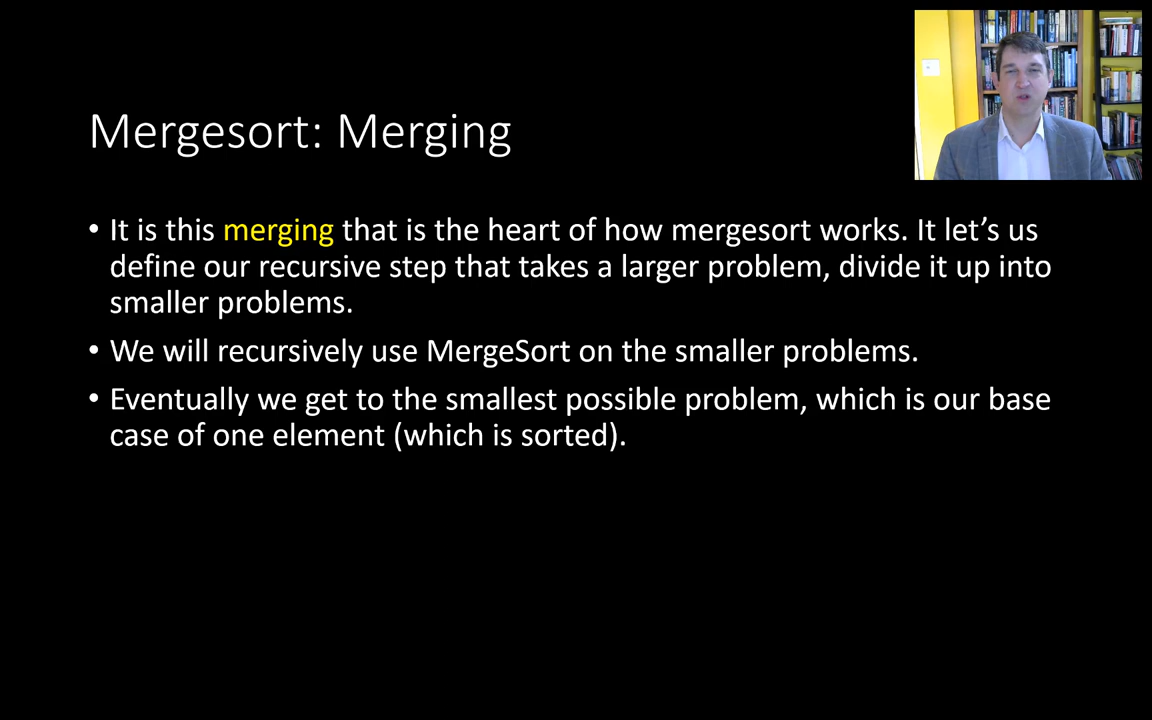 Mergesort: Merging
• It is this merging that is the heart of how mergesort works. It let’s us
define our recursive step that takes a larger problem, divide it up into
smaller problems.
• We will recursively use MergeSort on the smaller problems.
• Eventually we get to the smallest possible problem, which is our base
case of one element (which is sorted).